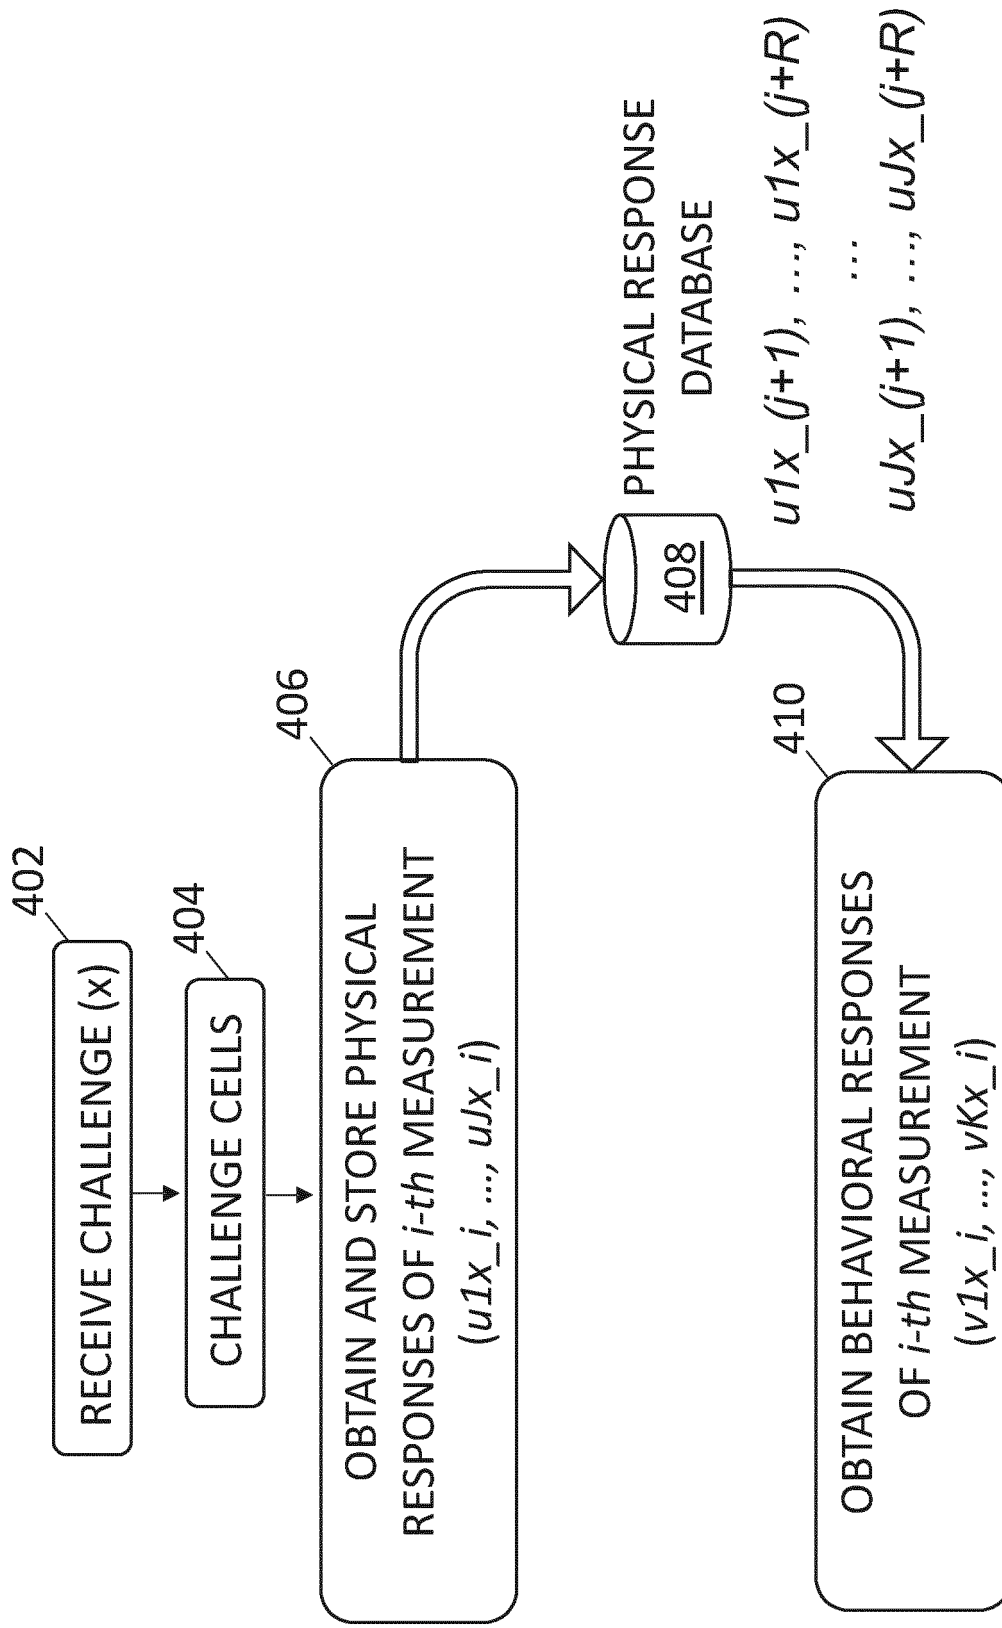 402
RECEIVE CHALLENGE (x)
404
CHALLENGE CELLS
406
OBTAIN AND STORE PHYSICAL
RESPONSES OF i-th MEASUREMENT
(u1x_i, ..., uJx_i)
PHYSICAL RESPONSE
DATABASE
408
u1x_(j+1), ..., u1x_(j+R)
...
uJx_(j+1), ..., uJx_(j+R)
410
OBTAIN BEHAVIORAL RESPONSES
OF i-th MEASUREMENT
(v1x_i, ..., vKx_i)